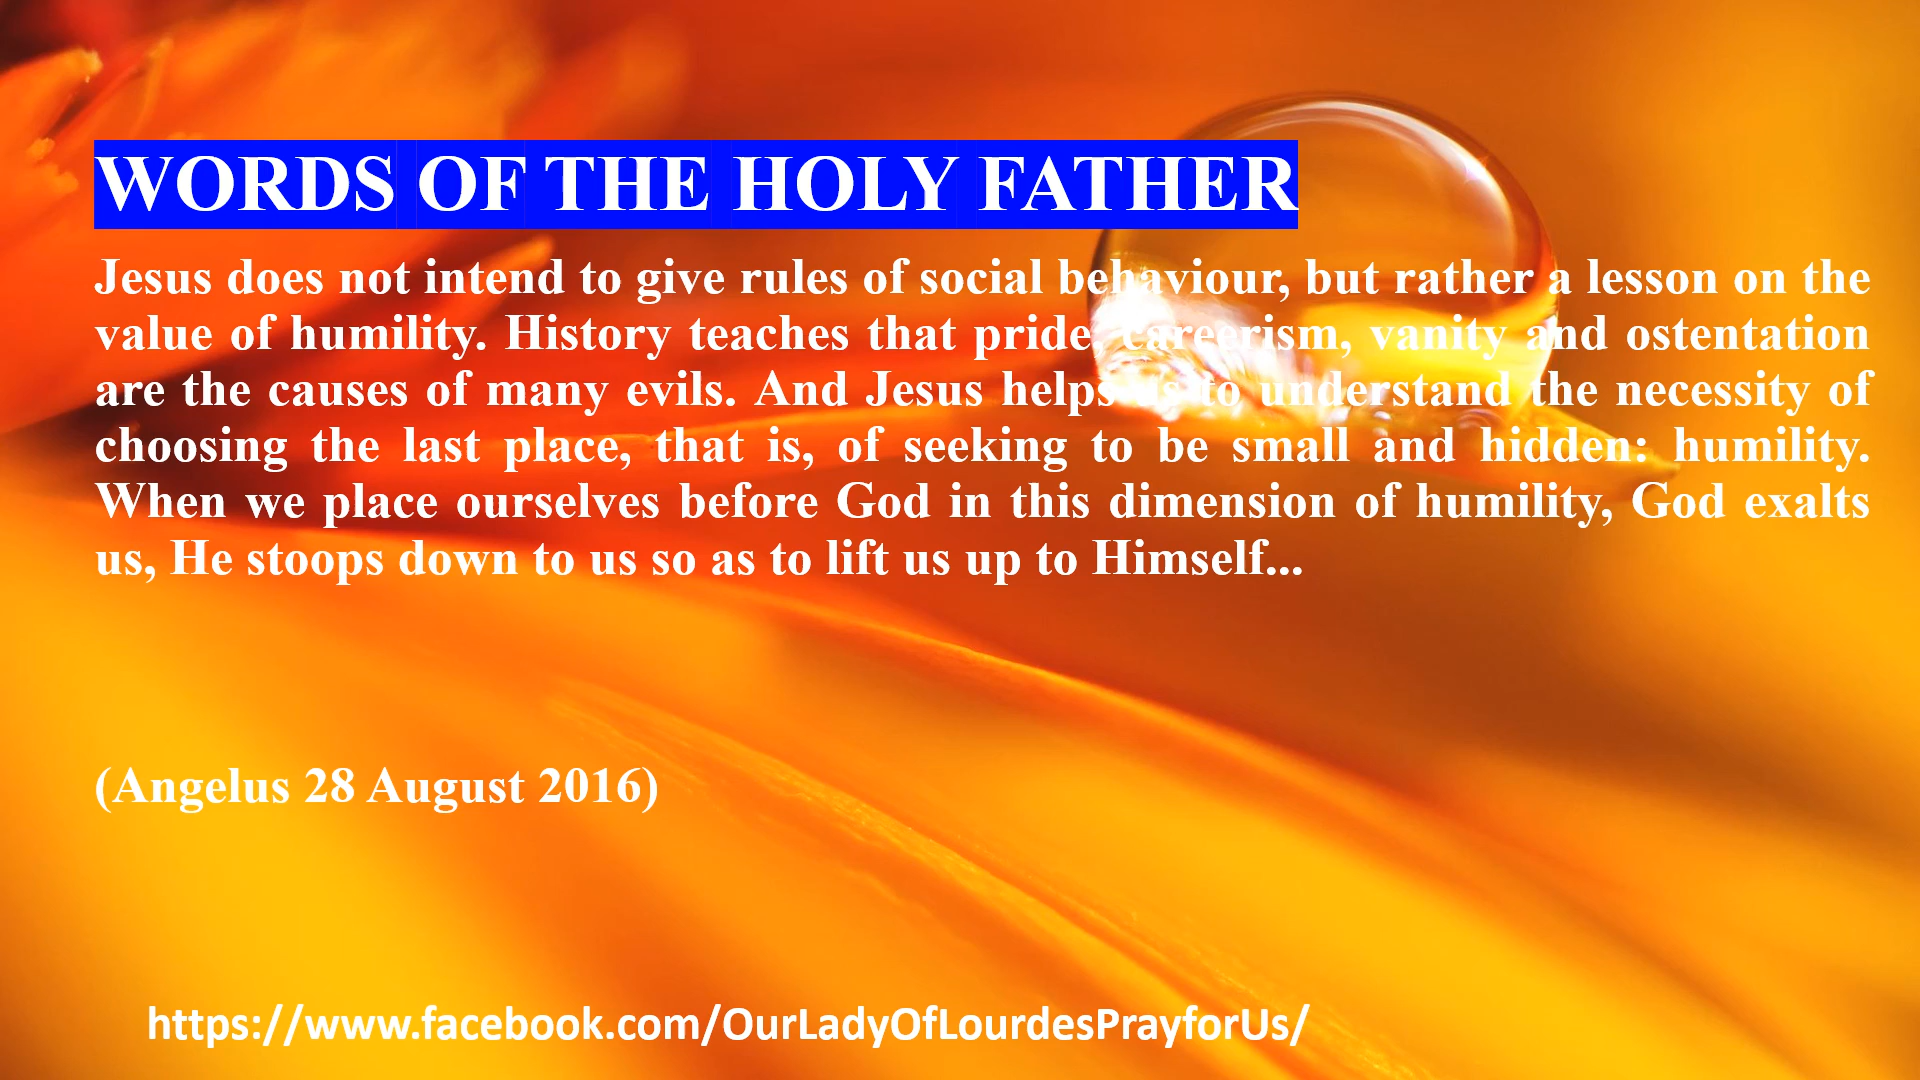 WORDS OF THE HOLY FATHER
Jesus does not intend to give rules of social behaviour, but rather a lesson on the
value of humility. History teaches that pride, careerism, vanity and ostentation
are the causes of many evils. And Jesus helps us to understand the necessity of
choosing the last place, that is, of seeking to be small and hidden: humility.
When we place ourselves before God in this dimension of humility, God exalts
us, He stoops down to us so as to lift us up to Himself...
(Angelus 28 August 2016)
https://www.facebook.com/OurLadyOfLourdesPrayforUs/